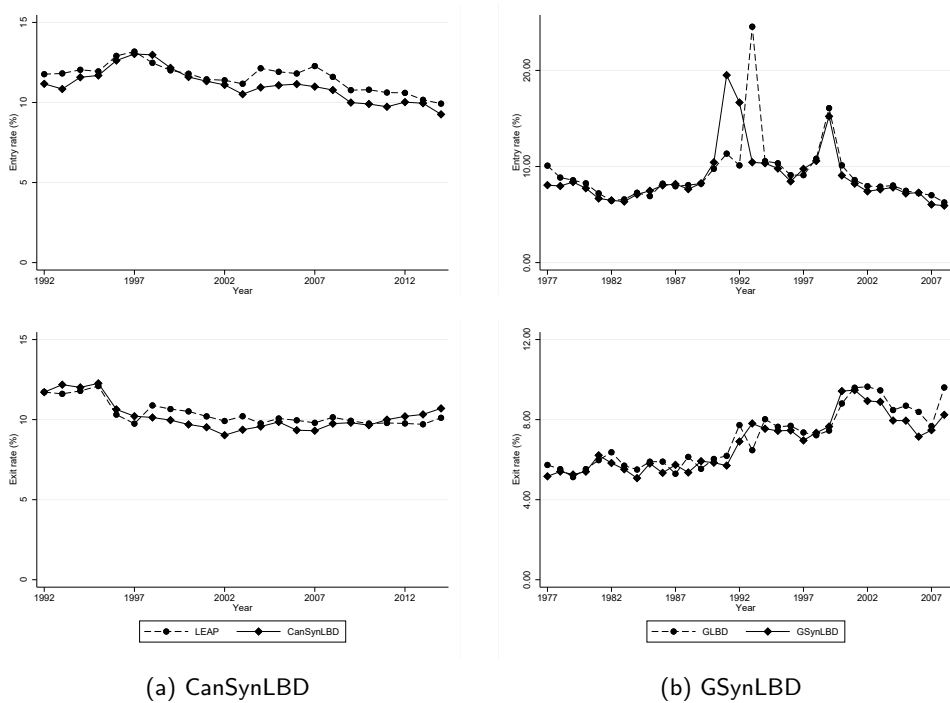 15
10
5
0
Entry rate (%)
1992 1997 2002 2007 2012
Year
20.00
10.00
0.00
Entry rate (%)
1977 1982 1987 1992 1997 2002 2007
Year
15
10
5
0
Exit rate (%)
1992 1997 2002 2007 2012
Year
LEAP CanSynLBD
12.00
8.00
4.00
0.00
Exit rate (%)
1977 1982 1987 1992 1997 2002 2007
Year
GLBD GSynLBD
(a) CanSynLBD
(b) GSynLBD